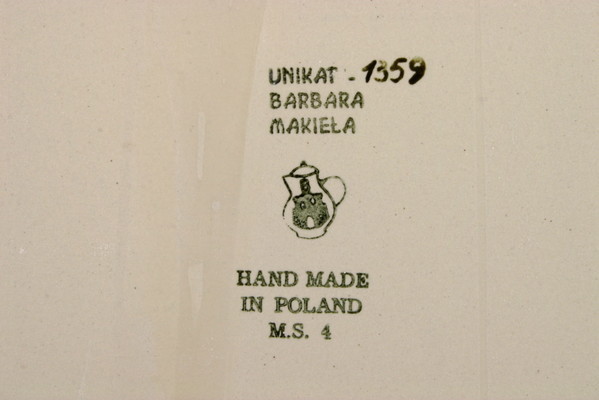 UNIKAT - 1359
BARBARA
MAKIEŁA
HAND MADE
IN POLAND
M.S. 4